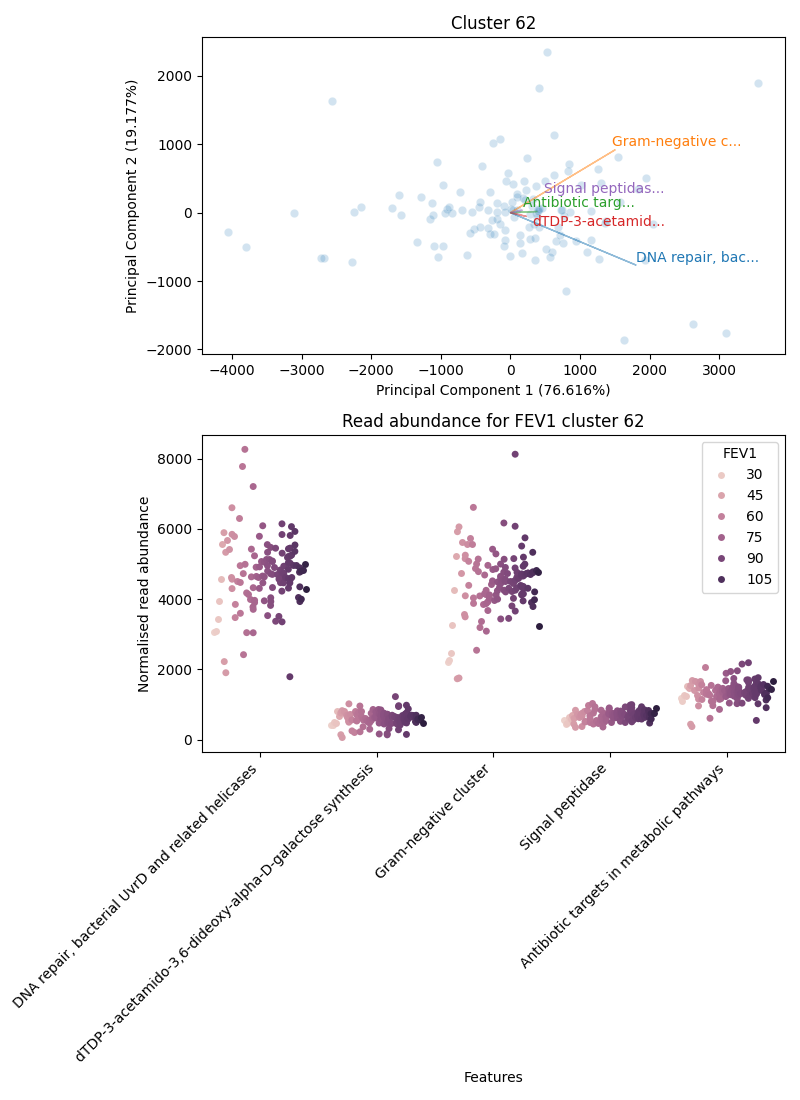 Cluster 62
Principal Component 2 (19.177%)
2000
1000
0
−1000
−2000
Gram-negative c...
Signal peptidas...
Antibiotic targ...
dTDP-3-acetamid...
DNA repair, bac...
−4000 −3000 −2000 −1000 0 1000 2000 3000
Principal Component 1 (76.616%)
Read abundance for FEV1 cluster 62
Normalised read abundance
8000
6000
4000
2000
0
FEV1
30
45
60
75
90
105
DNA repair, bacterial UvrD and related helicases
dTDP-3-acetamido-3,6-dideoxy-alpha-D-galactose synthesis
Gram-negative cluster
Signal peptidase
Antibiotic targets in metabolic pathways
Features